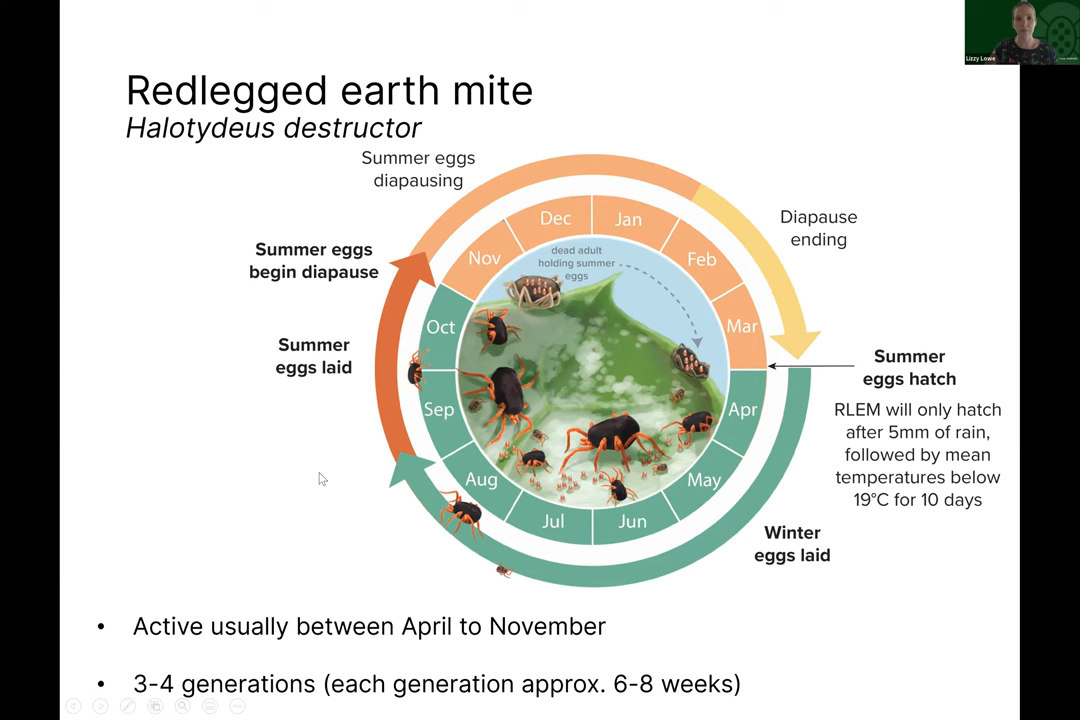 Lizzy Lowe
Redlegged earth mite
Halotydeus destructor
Summer eggs
diapausing
Diapause
ending
Summer eggs
begin diapause
Summer
eggs laid
Dec
Jan
Nov
Feb
Oct
Mar
Sep
Apr
Aug
May
Jul
Jun
dead adult
holding summer
eggs
Summer
eggs hatch
RLEM will only hatch
after 5mm of rain,
followed by mean
temperatures below
19°C for 10 days
Winter
eggs laid
• Active usually between April to November
• 3-4 generations (each generation approx. 6-8 weeks)